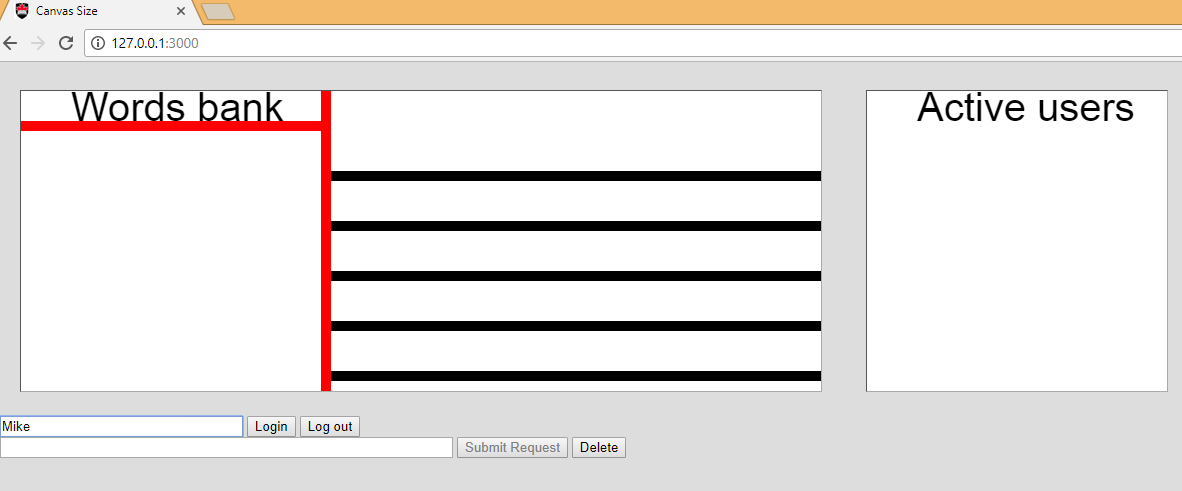 Canvas Size
127.0.0.1:3000
Words bank
Active users
Mike Login Log out
Submit Request Delete